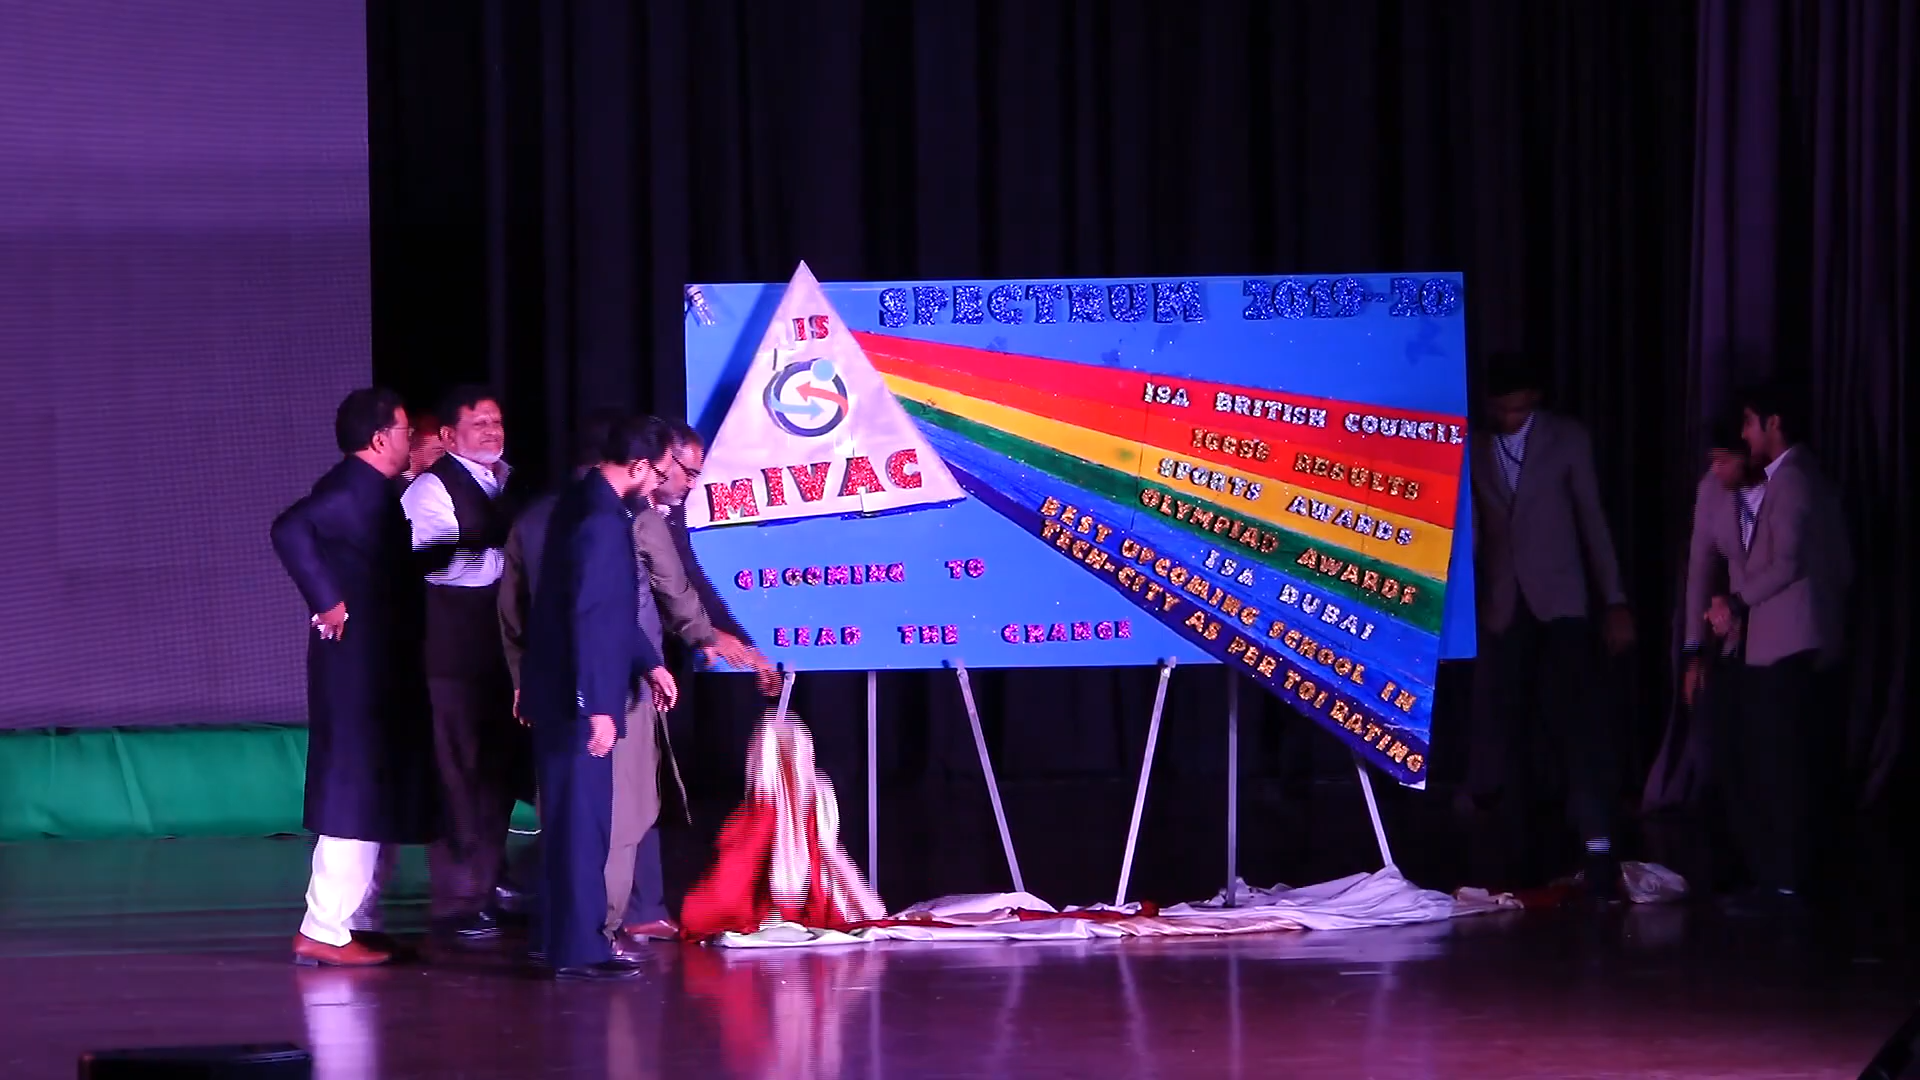 SPECTRUM 2019-20
IS
S
MIVAC
ISA BRITISH COUNCIL
IGCSE RESULTS
SPORTS AWARDS
OLYMPIAD AWARDS
ISA DUBAI
BEST UPCOMING SCHOOL IN
TECH-CITY AS PER TOI RATING
GROOMING TO
LEAD THE CHANGE